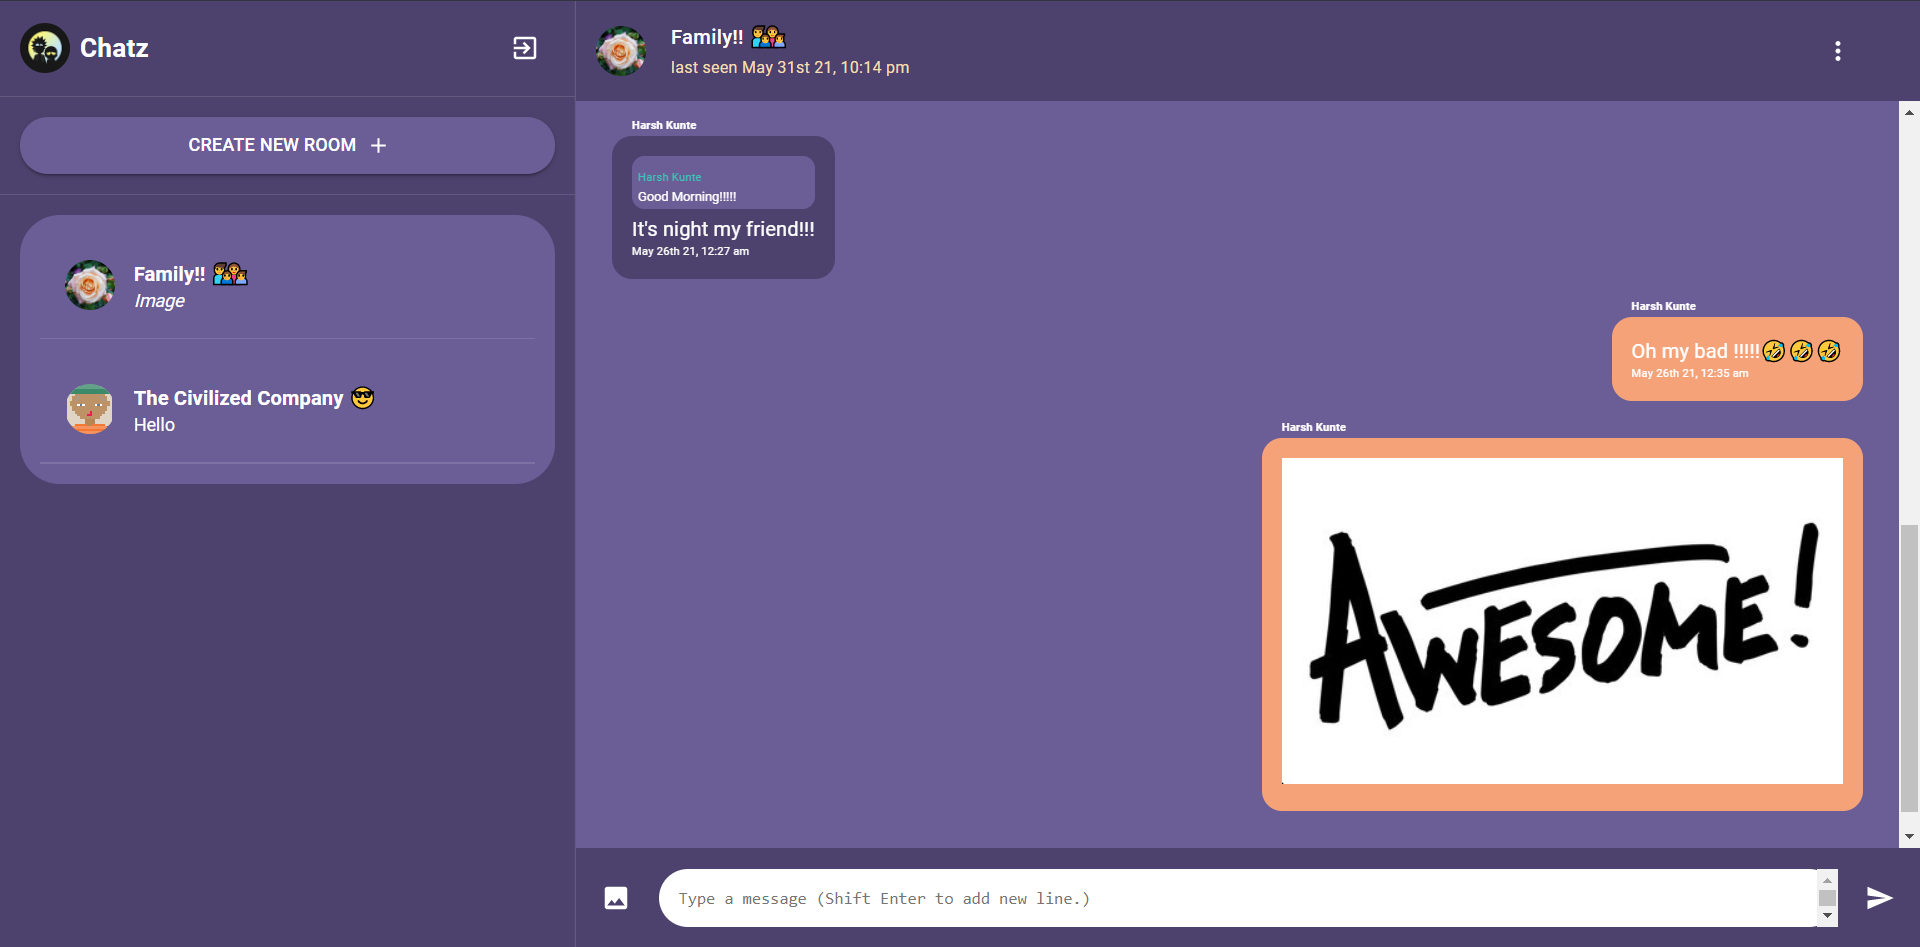 Chatz
CREATE NEW ROOM +
Family!! 👨‍👩‍👧‍👦
Image
The Civilized Company 😎
Hello
Family!! 👨‍👩‍👧‍👦
last seen May 31st 21, 10:14 pm
Harsh Kunte
Harsh Kunte
Good Morning!!!!!
It's night my friend!!!
May 26th 21, 12:27 am
Harsh Kunte
Oh my bad !!!!!🤣🤣🤣
May 26th 21, 12:35 am
Harsh Kunte
AWESOME!
Type a message (Shift Enter to add new line.)